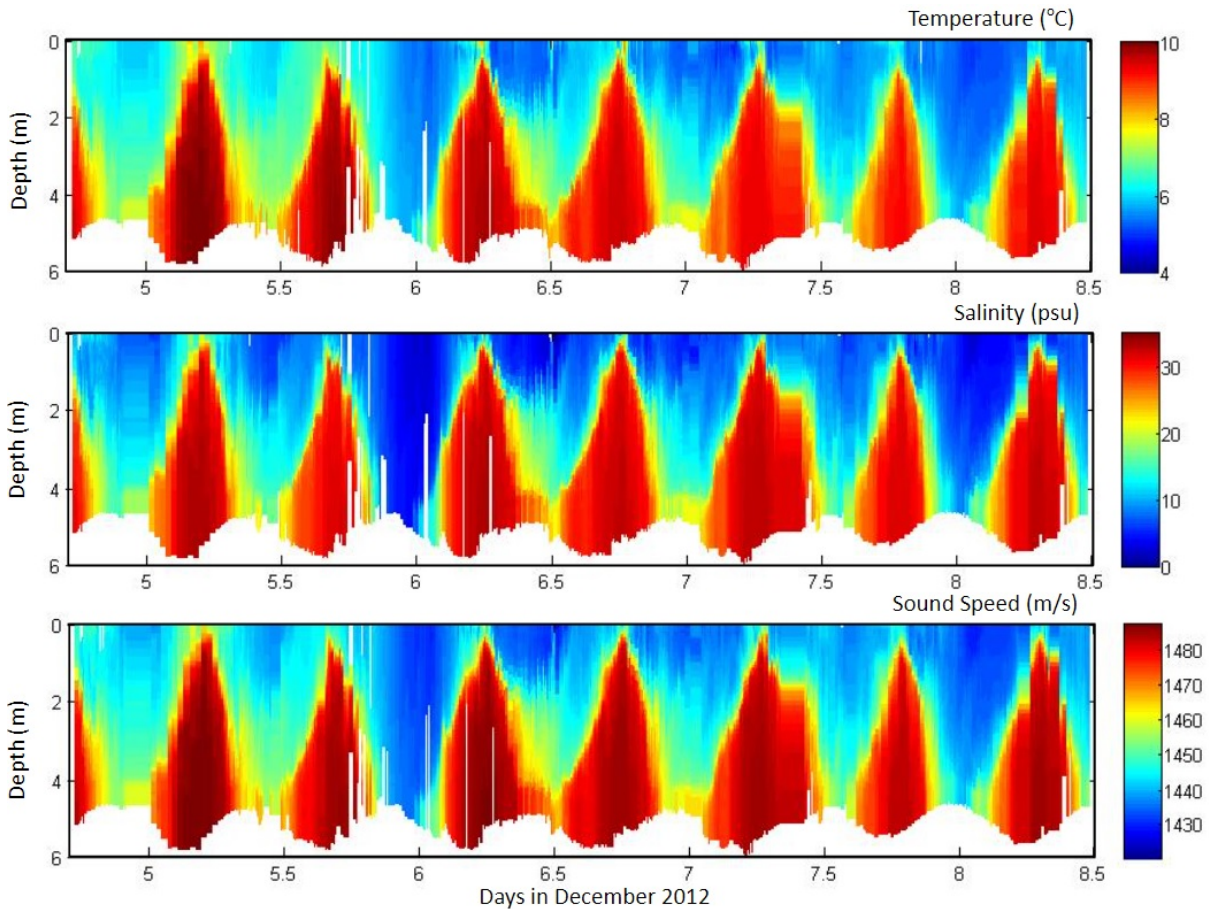 Temperature (°C)
Depth (m)
0
2
4
6
5 5.5 6 6.5 7 7.5 8 8.5
10
8
6
4
Salinity (psu)
Depth (m)
0
2
4
6
5 5.5 6 6.5 7 7.5 8 8.5
30
20
10
0
Sound Speed (m/s)
Depth (m)
0
2
4
6
5 5.5 6 6.5 7 7.5 8 8.5
1480
1470
1460
1450
1440
1430
Days in December 2012